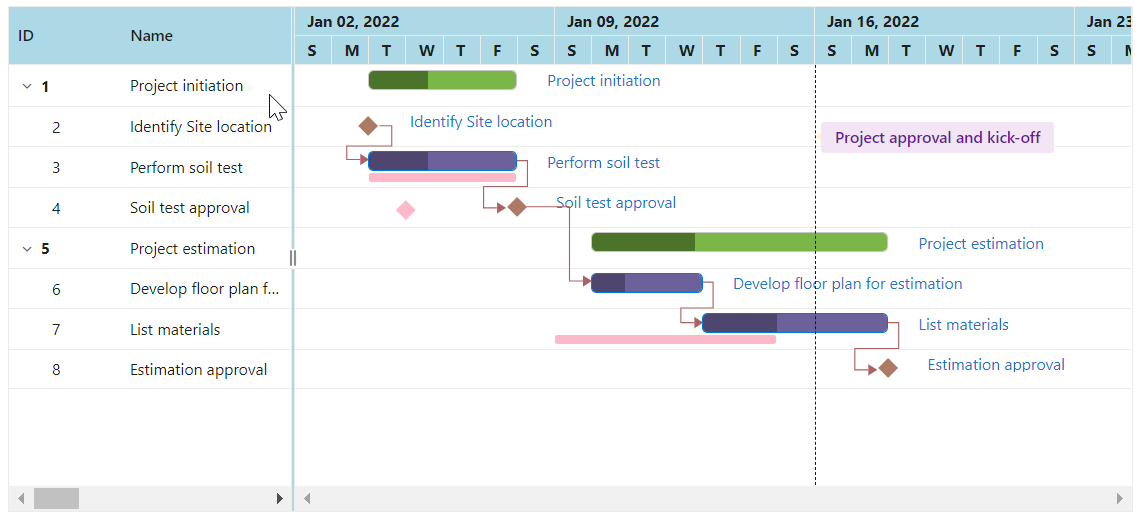 ID Name Jan 02, 2022 Jan 09, 2022 Jan 16, 2022 Jan 23
S M T W T F S S M T W T F S S M T W T F S S M
1 Project initiation Project initiation
2 Identify Site location Identify Site location
Project approval and kick-off
3 Perform soil test Perform soil test
4 Soil test approval Soil test approval
5 Project estimation Project estimation
6 Develop floor plan f... Develop floor plan for estimation
7 List materials List materials
8 Estimation approval Estimation approval